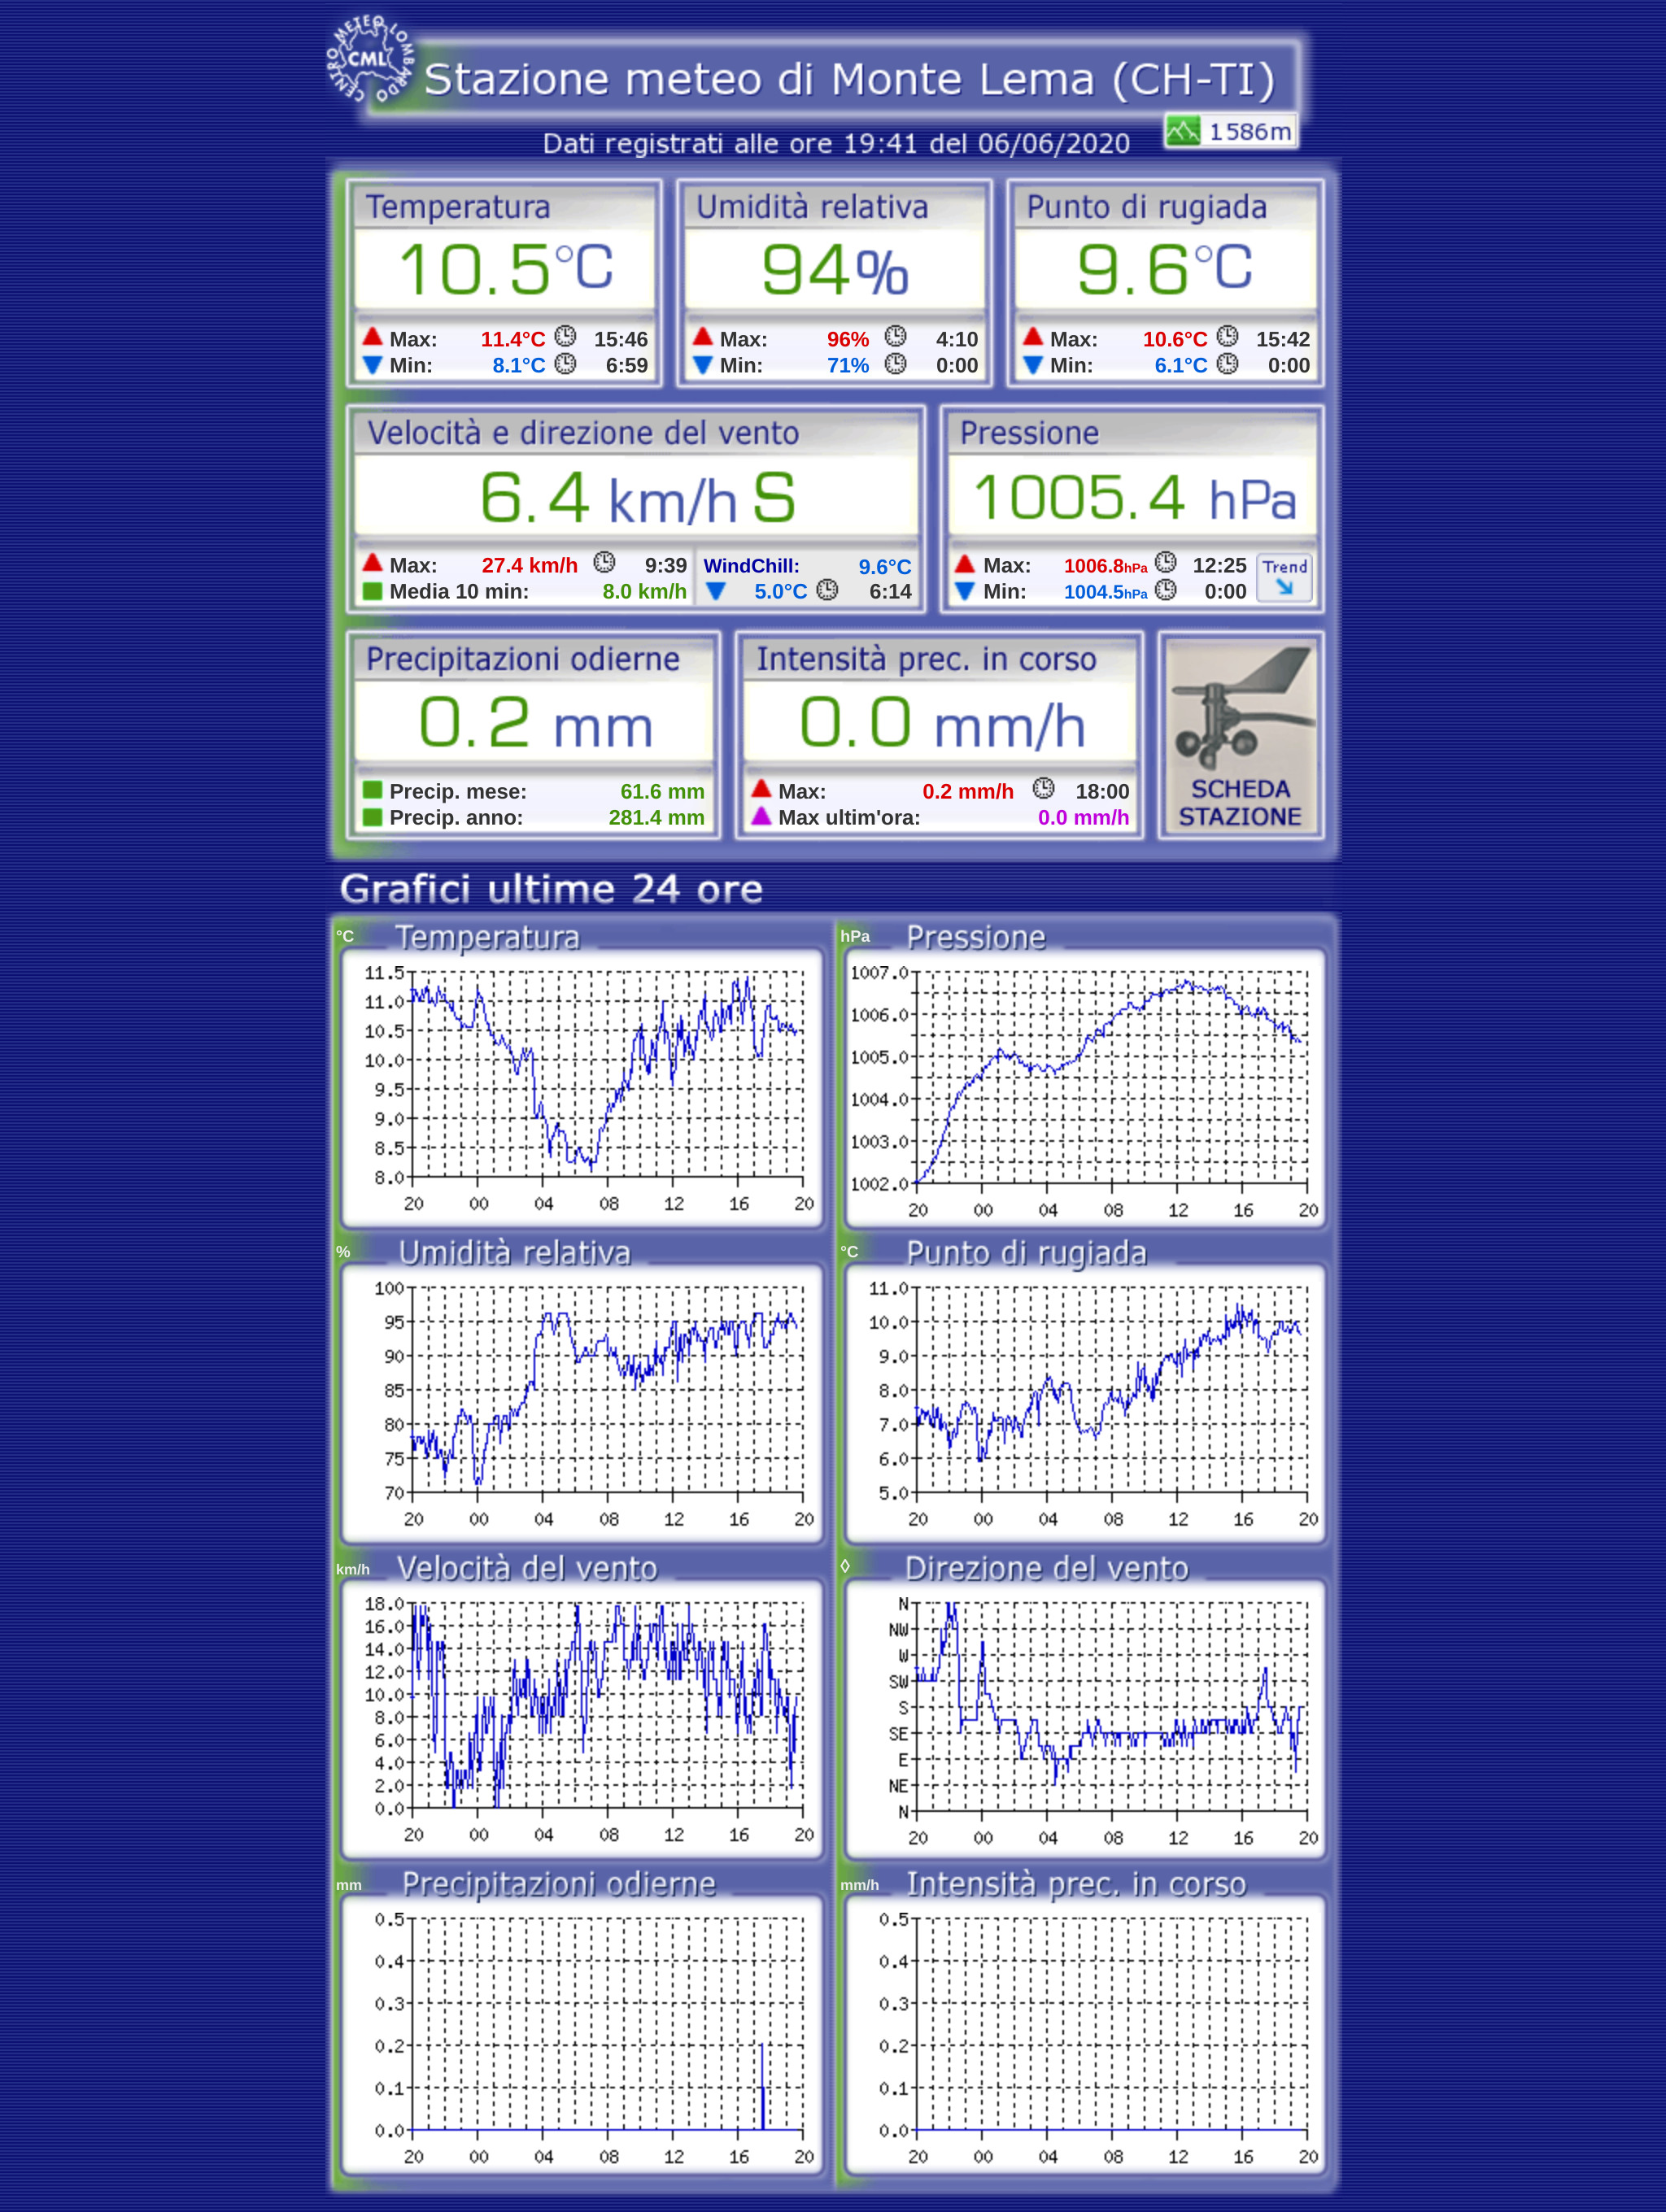 CENTRO METEO LOMBARDO
CML
Stazione meteo di Monte Lema (CH-TI)
Dati registrati alle ore 19:41 del 06/06/2020
1586m
Temperatura Umidità relativa Punto di rugiada
10.5°C 94% 9.6°C
Max: 11.4°C 15:46 Max: 96% 4:10 Max: 10.6°C 15:42
Min: 8.1°C 6:59 Min: 71% 0:00 Min: 6.1°C 0:00
Velocità e direzione del vento Pressione
6.4 km/h S 1005.4 hPa
Max: 27.4 km/h 9:39 WindChill: 9.6°C Max: 1006.8hPa 12:25 Trend
Media 10 min: 8.0 km/h 5.0°C 6:14 Min: 1004.5hPa 0:00
Precipitazioni odierne Intensità prec. in corso
0.2 mm 0.0 mm/h
Precip. mese: 61.6 mm Max: 0.2 mm/h 18:00 SCHEDA
Precip. anno: 281.4 mm Max ultim'ora: 0.0 mm/h STAZIONE
Grafici ultime 24 ore
°C Temperatura
11.5
11.0
10.5
10.0
9.5
9.0
8.5
8.0
20 00 04 08 12 16 20
hPa Pressione
1007.0
1006.0
1005.0
1004.0
1003.0
1002.0
20 00 04 08 12 16 20
% Umidità relativa
100
95
90
85
80
75
70
20 00 04 08 12 16 20
°C Punto di rugiada
11.0
10.0
9.0
8.0
7.0
6.0
5.0
20 00 04 08 12 16 20
km/h Velocità del vento
18.0
16.0
14.0
12.0
10.0
8.0
6.0
4.0
2.0
0.0
20 00 04 08 12 16 20
◊ Direzione del vento
N
NW
W
SW
S
SE
E
NE
N
20 00 04 08 12 16 20
mm Precipitazioni odierne
0.5
0.4
0.3
0.2
0.1
0.0
20 00 04 08 12 16 20
mm/h Intensità prec. in corso
0.5
0.4
0.3
0.2
0.1
0.0
20 00 04 08 12 16 20